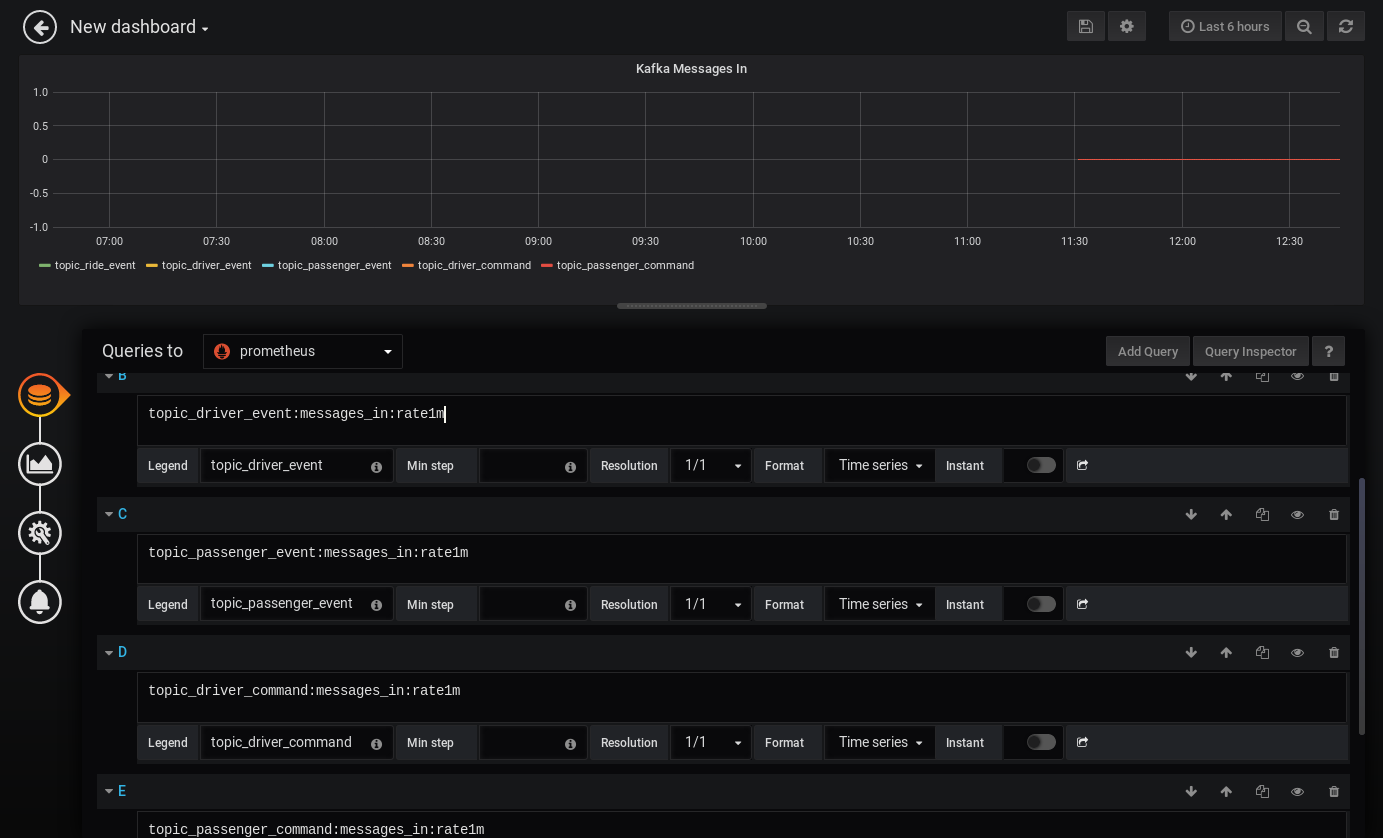 New dashboard
Last 6 hours
Kafka Messages In
1.0
0.5
0
-0.5
-1.0
07:00 07:30 08:00 08:30 09:00 09:30 10:00 10:30 11:00 11:30 12:00 12:30
topic_ride_event topic_driver_event topic_passenger_event topic_driver_command topic_passenger_command
Queries to prometheus Add Query Query Inspector ?
B
topic_driver_event:messages_in:rate1m
Legend topic_driver_event Min step Resolution 1/1 Format Time series Instant
C
topic_passenger_event:messages_in:rate1m
Legend topic_passenger_event Min step Resolution 1/1 Format Time series Instant
D
topic_driver_command:messages_in:rate1m
Legend topic_driver_command Min step Resolution 1/1 Format Time series Instant
E
topic_passenger_command:messages_in:rate1m